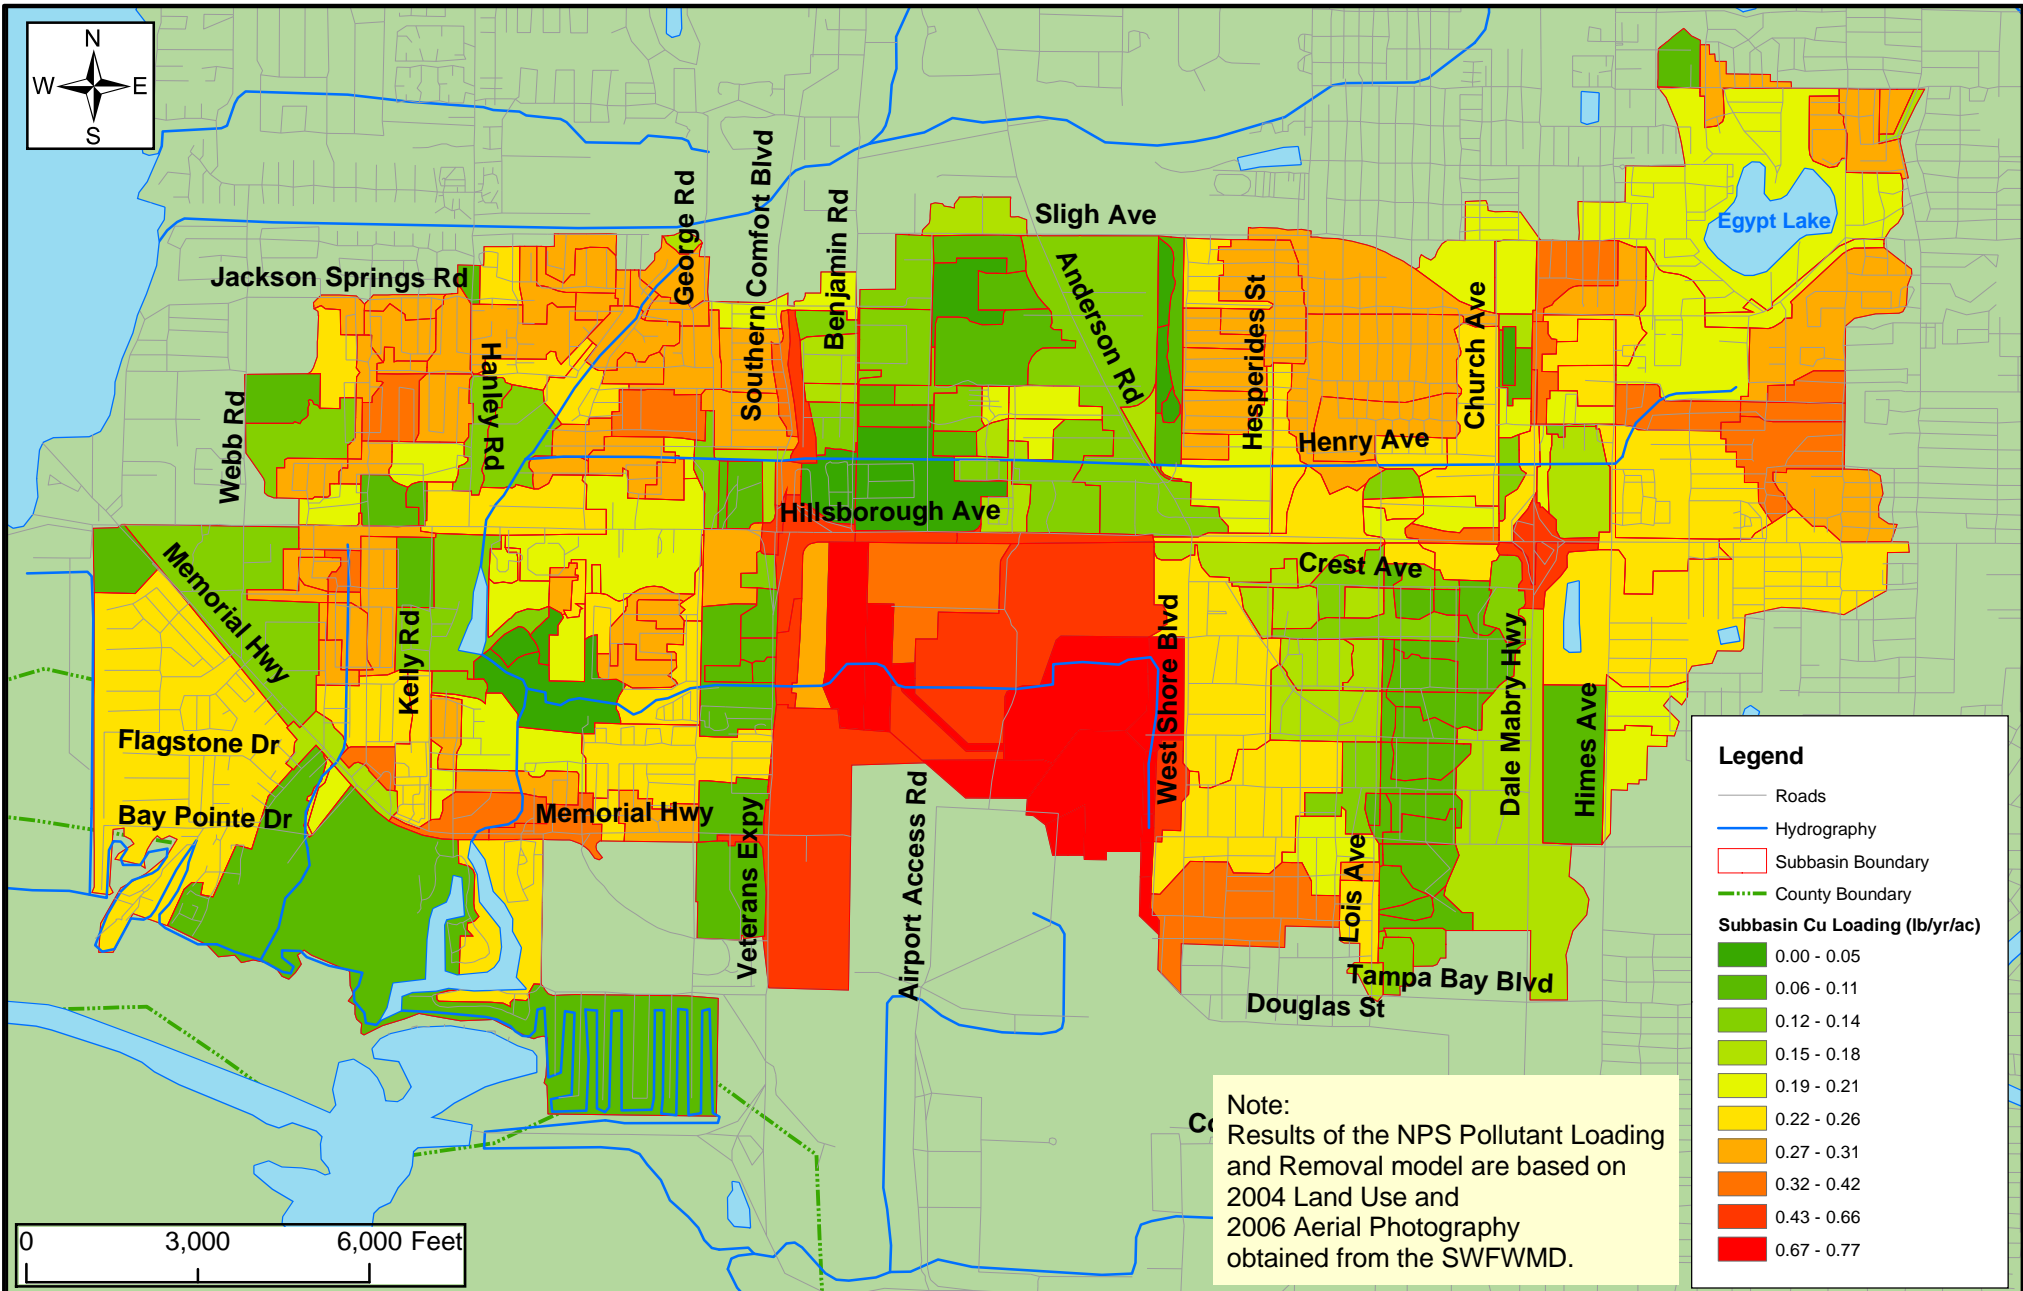 N
W E
S
Sligh Ave
Egypt Lake
Jackson Springs Rd
George Rd
Southern Comfort Blvd
Benjamin Rd
Anderson Rd
Hesperides St
Church Ave
Webb Rd
Hanley Rd
Henry Ave
Hillsborough Ave
Crest Ave
Memorial Hwy
Kelly Rd
West Shore Blvd
Dale Mabry Hwy
Himes Ave
Flagstone Dr
Bay Pointe Dr
Memorial Hwy
Veterans Expy
Airport Access Rd
Lois Ave
Tampa Bay Blvd
Douglas St
Co
Note:
Results of the NPS Pollutant Loading
and Removal model are based on
2004 Land Use and
2006 Aerial Photography
obtained from the SWFWMD.
Legend
Roads
Hydrography
Subbasin Boundary
County Boundary
Subbasin Cu Loading (lb/yr/ac)
0.00 - 0.05
0.06 - 0.11
0.12 - 0.14
0.15 - 0.18
0.19 - 0.21
0.22 - 0.26
0.27 - 0.31
0.32 - 0.42
0.43 - 0.66
0.67 - 0.77
0 3,000 6,000 Feet